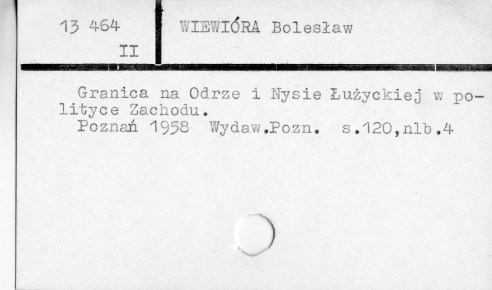 13 464 WIEWIÓRA Bolesław
II
Granica na Odrze i Nysie Łużyckiej w po-
lityce Zachodu.
Poznań 1958 Wydaw.Pozn. s.120,nlb.4